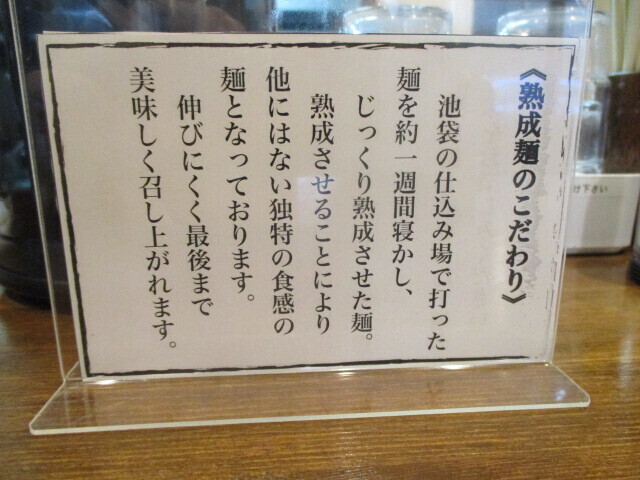 《熟成麺のこだわり》
池袋の仕込み場で打った
麺を約一週間寝かし、
じっくり熟成させた麺。
熟成させることにより
他にはない独特の食感の
麺となっております。
伸びにくく最後まで
美味しく召し上がれます。
け下さい